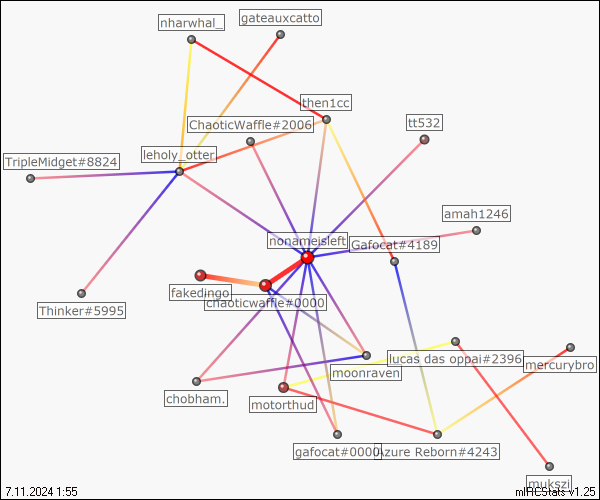 nharwhal_
gateauxcatto
then1cc
ChaoticWaffle#2006
tt532
leholy_otter
TripleMidget#8824
amah1246
nonameisleft
Gafocat#4189
fakedingo
chaoticwaffle#0000
Thinker#5995
lucas das oppai#2396
mercurybro
moonraven
chobham.
motorthud
gafocat#0000
Azure Reborn#4243
mukszi
7.11.2024 1:55
mIRCStats v1.25